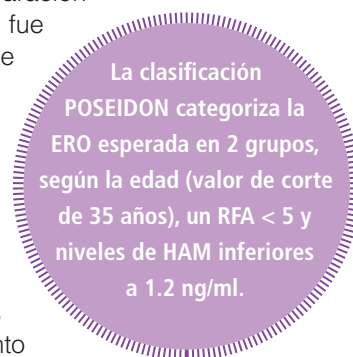 fue
e
La clasificación
POSEIDON categoriza la
ERO esperada en 2 grupos,
según la edad (valor de corte
de 35 años), un RFA < 5 y
niveles de HAM inferiores
a 1.2 ng/ml.